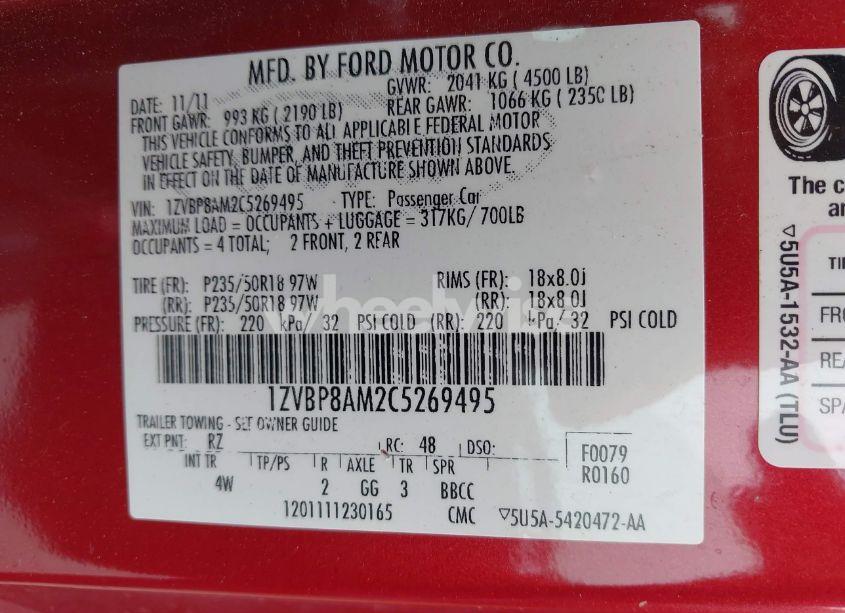 MFD. BY FORD MOTOR CO.
DATE: 11/11 GVWR: 2041 KG ( 4500 LB)
FRONT GAWR: 993 KG ( 2190 LB) REAR GAWR: 1066 KG ( 2350 LB)
THIS VEHICLE CONFORMS TO ALL APPLICABLE FEDERAL MOTOR
VEHICLE SAFETY, BUMPER, AND THEFT PREVENTION STANDARDS
IN EFFECT ON THE DATE OF MANUFACTURE SHOWN ABOVE.
VIN: 1ZVBP8AM2C5269495 TYPE: Passenger Car
MAXIMUM LOAD = OCCUPANTS + LUGGAGE = 317KG/ 700LB
OCCUPANTS = 4 TOTAL; 2 FRONT, 2 REAR
TIRE (FR): P235/50R18 97W RIMS (FR): 18x8.0J
(RR): P235/50R18 97W (RR): 18x8.0J
PRESSURE (FR): 220 kPa/ 32 PSI COLD (RR): 220 kPa/ 32 PSI COLD
1ZVBP8AM2C5269495
TRAILER TOWING - SEE OWNER GUIDE
EXT PNT: RZ RC: 48 DSO: F0079
R0160
INT TR TP/PS R AXLE TR SPR
4W 2 GG 3 BBCC
1201111230165 CMC ▽5U5A-5420472-AA
▽5U5A-1532-AA (TLU)
The c
ar
TI
FRO
REA
SPA